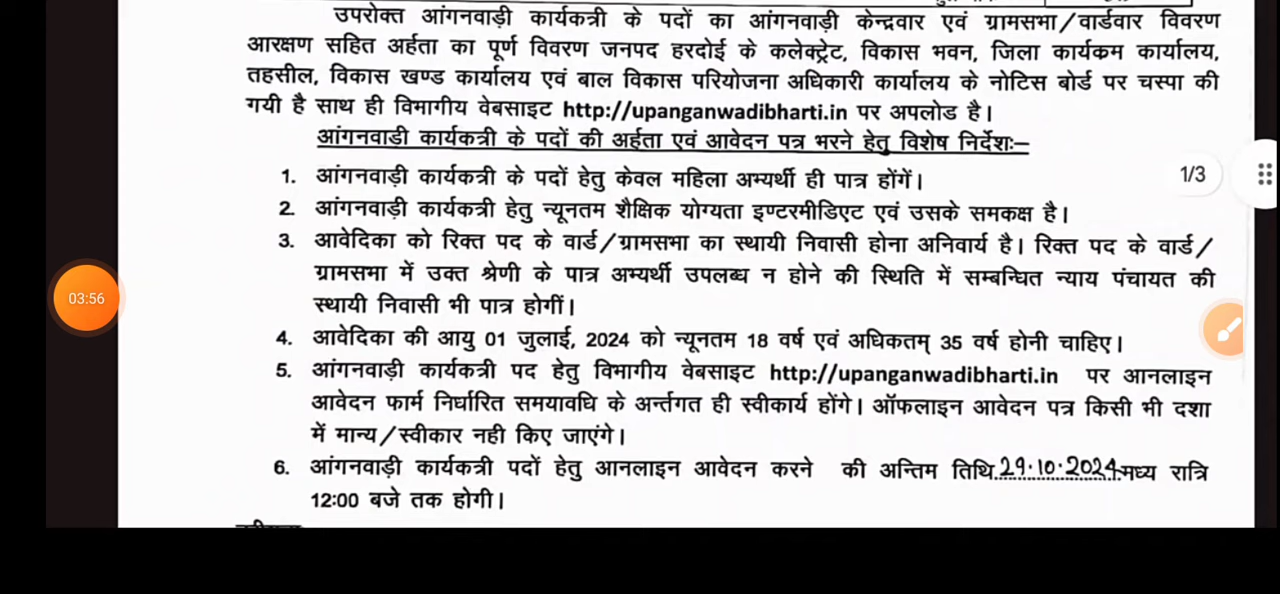 उपरोक्त आंगनवाड़ी कार्यकत्री के पदों का आंगनवाड़ी केन्द्रवार एवं ग्रामसभा/वार्डवार विवरण
आरक्षण सहित अर्हता का पूर्ण विवरण जनपद हरदोई के कलेक्ट्रेट, विकास भवन, जिला कार्यकम कार्यालय,
तहसील, विकास खण्ड कार्यालय एवं बाल विकास परियोजना अधिकारी कार्यालय के नोटिस बोर्ड पर चस्पा की
गयी है साथ ही विभागीय वेबसाइट http://upanganwadibharti.in पर अपलोड है।
आंगनवाड़ी कार्यकत्री के पदों की अर्हता एवं आवेदन पत्र भरने हेतु विशेष निर्देशः–
1. आंगनवाड़ी कार्यकत्री के पदों हेतु केवल महिला अभ्यर्थी ही पात्र होंगें।
1/3
2. आंगनवाड़ी कार्यकत्री हेतु न्यूनतम शैक्षिक योग्यता इण्टरमीडिएट एवं उसके समकक्ष है।
3. आवेदिका को रिक्त पद के वार्ड/ग्रामसभा का स्थायी निवासी होना अनिवार्य है। रिक्त पद के वार्ड/
ग्रामसभा में उक्त श्रेणी के पात्र अभ्यर्थी उपलब्ध न होने की स्थिति में सम्बन्धित न्याय पंचायत की
03:56
स्थायी निवासी भी पात्र होगीं।
4. आवेदिका की आयु 01 जुलाई, 2024 को न्यूनतम 18 वर्ष एवं अधिकतम् 35 वर्ष होनी चाहिए।
5. आंगनवाड़ी कार्यकत्री पद हेतु विभागीय वेबसाइट http://upanganwadibharti.in पर आनलाइन
आवेदन फार्म निर्धारित समयावधि के अर्न्तगत ही स्वीकार्य होंगे। ऑफलाइन आवेदन पत्र किसी भी दशा
में मान्य/स्वीकार नही किए जाएंगे।
6. आंगनवाड़ी कार्यकत्री पदों हेतु आनलाइन आवेदन करने की अन्तिम तिथि 29.10.2024 मध्य रात्रि
12:00 बजे तक होगी।